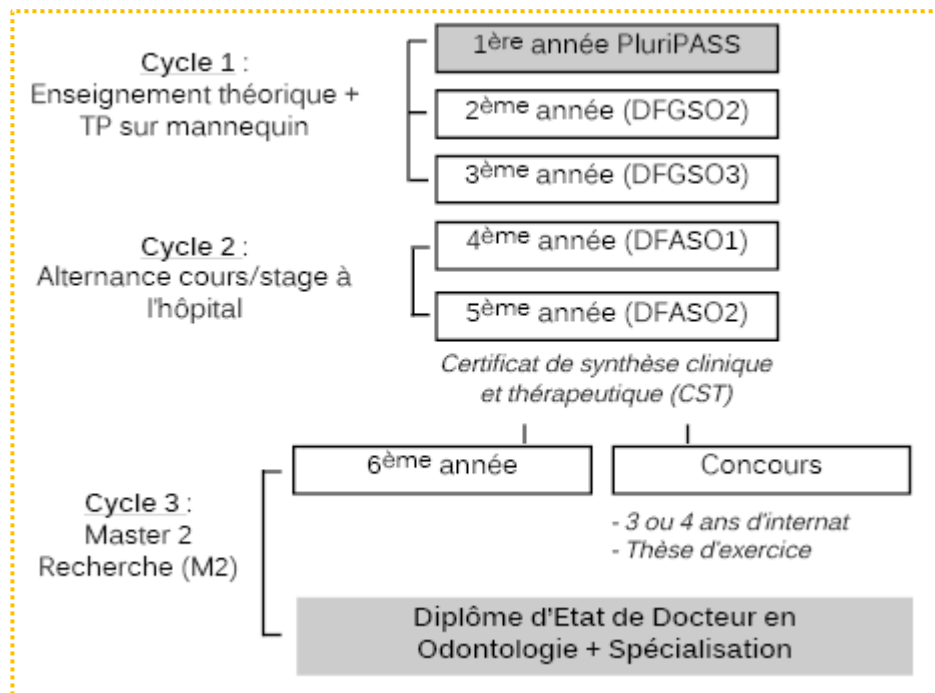 Cycle 1 :
Enseignement théorique +
TP sur mannequin
1ère année PluriPASS
2ème année (DFGSO2)
3ème année (DFGSO3)
Cycle 2 :
Alternance cours/stage à
l'hôpital
4ème année (DFASO1)
5ème année (DFASO2)
Certificat de synthèse clinique
et thérapeutique (CST)
Cycle 3 :
Master 2
Recherche (M2)
6ème année
Concours
- 3 ou 4 ans d'internat
- Thèse d'exercice
Diplôme d'Etat de Docteur en
Odontologie + Spécialisation